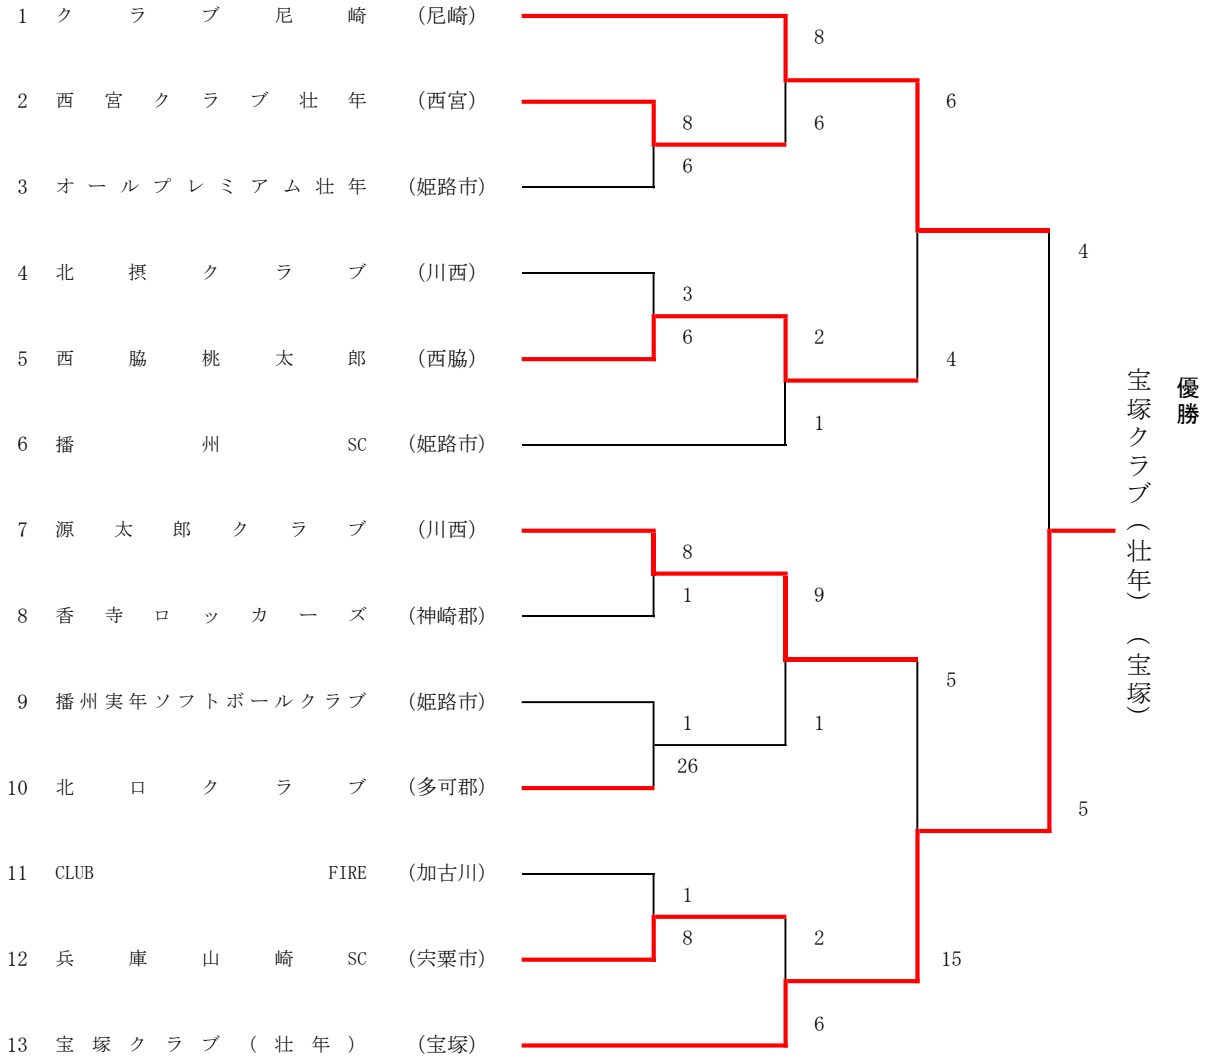 1 クラブ尼崎 (尼崎)
8
2 西宮クラブ壮年 (西宮)
6
8
6
6
3 オールプレミアム壮年 (姫路市)
4
4 北摂クラブ (川西)
3
6
2
5 西脇桃太郎 (西脇)
4
1
6 播州SC (姫路市)
優勝
宝塚クラブ(壮年) (宝塚)
7 源太郎クラブ (川西)
8
1
9
8 香寺ロッカーズ (神崎郡)
5
9 播州実年ソフトボールクラブ (姫路市)
1
1
26
10 北口クラブ (多可郡)
5
11 CLUB FIRE (加古川)
1
8
2
12 兵庫山崎SC (宍粟市)
15
6
13 宝塚クラブ(壮年) (宝塚)